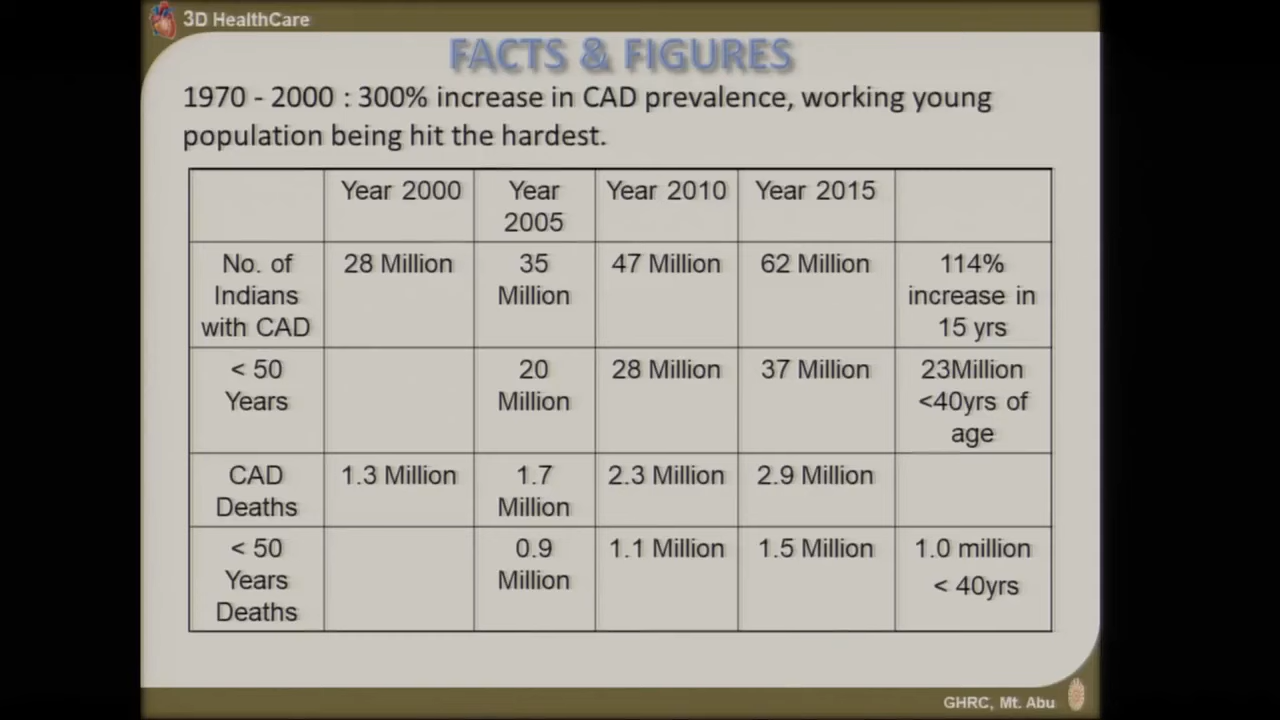 3D HealthCare
FACTS & FIGURES
1970 - 2000 : 300% increase in CAD prevalence, working young
population being hit the hardest.
Year 2000
Year
2005
Year 2010
Year 2015
No. of
Indians
with CAD
28 Million
35
Million
47 Million
62 Million
114%
increase in
15 yrs
< 50
Years
20
Million
28 Million
37 Million
23Million
<40yrs of
age
CAD
Deaths
1.3 Million
1.7
Million
2.3 Million
2.9 Million
< 50
Years
Deaths
0.9
Million
1.1 Million
1.5 Million
1.0 million
< 40yrs
GHRC, Mt. Abu